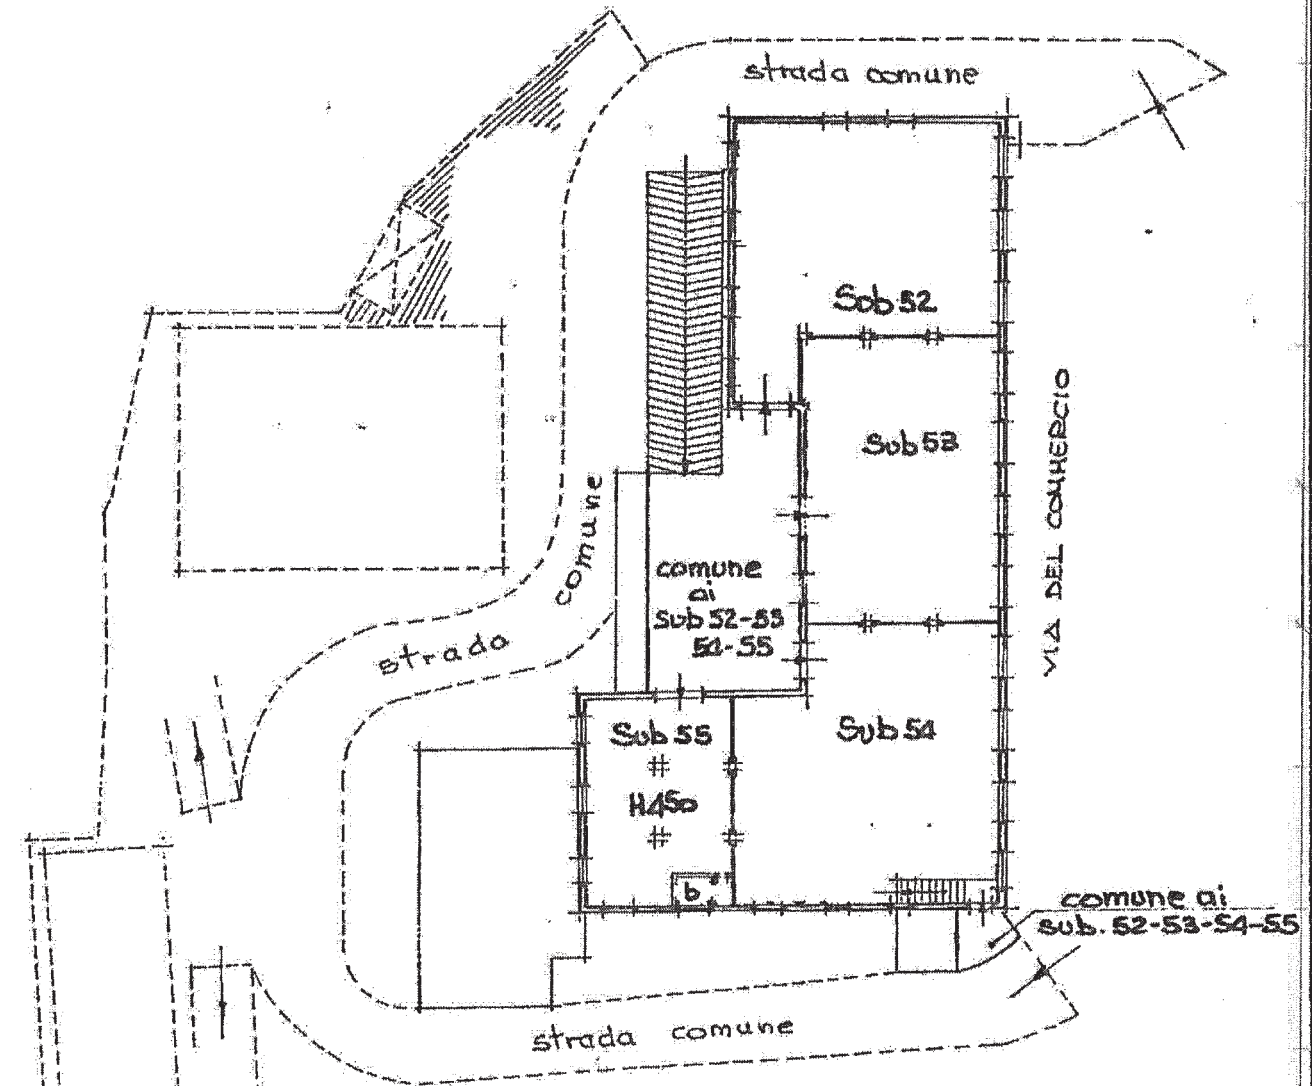 strada comune
Sub 52
Sub 53
VIA DEL COMMERCIO
comune
comune
ai
sub 52-53
54-55
strada
Sub 55
Sub 54
H450
b
comune ai
sub. 52-53-54-55
strada comune